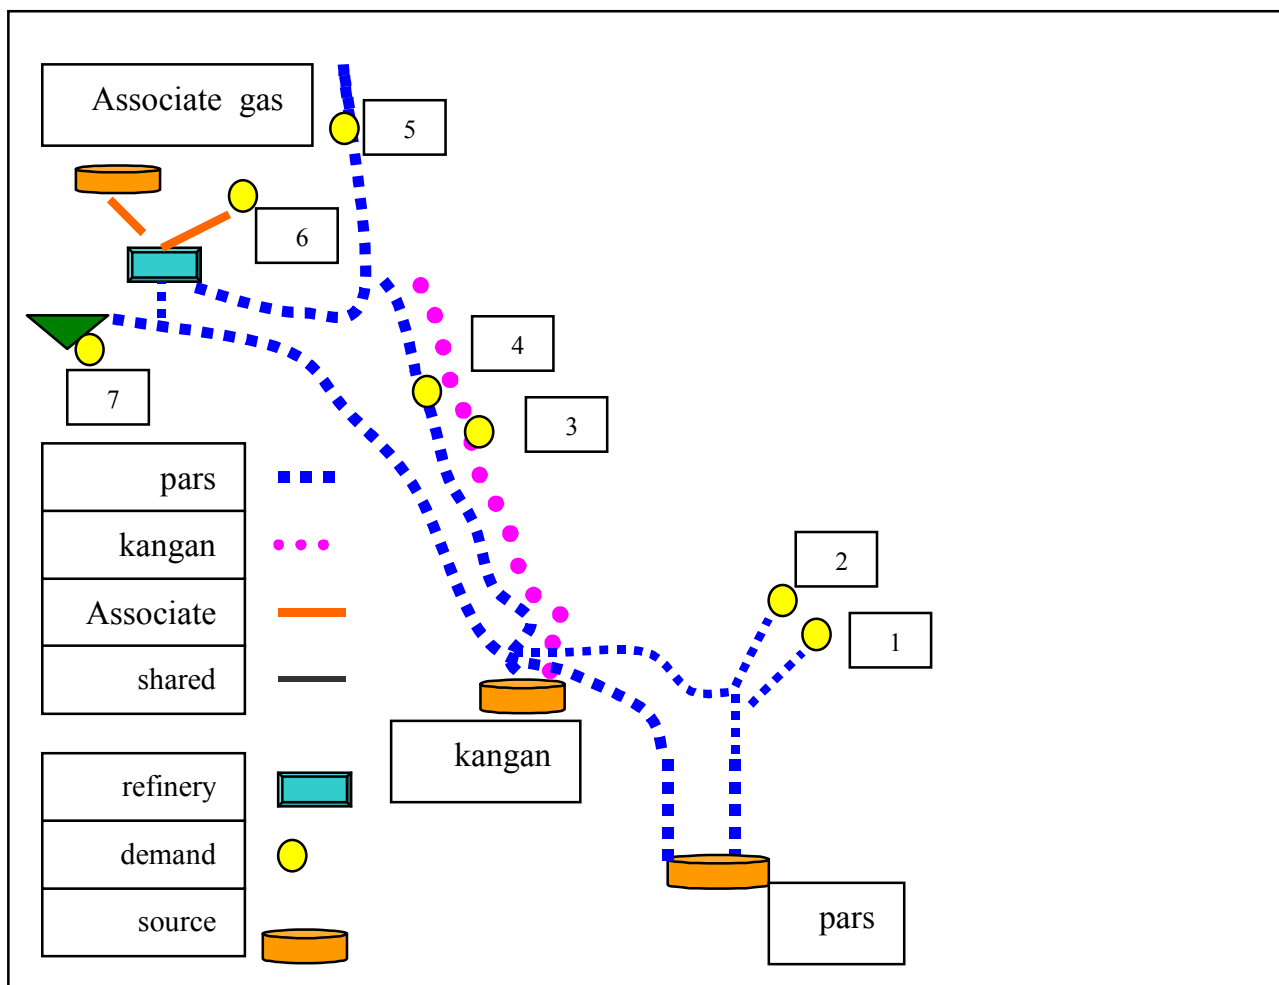 Associate gas
5
6
4
7
3
pars
kangan
Associate
shared
2
1
kangan
refinery
demand
source
pars